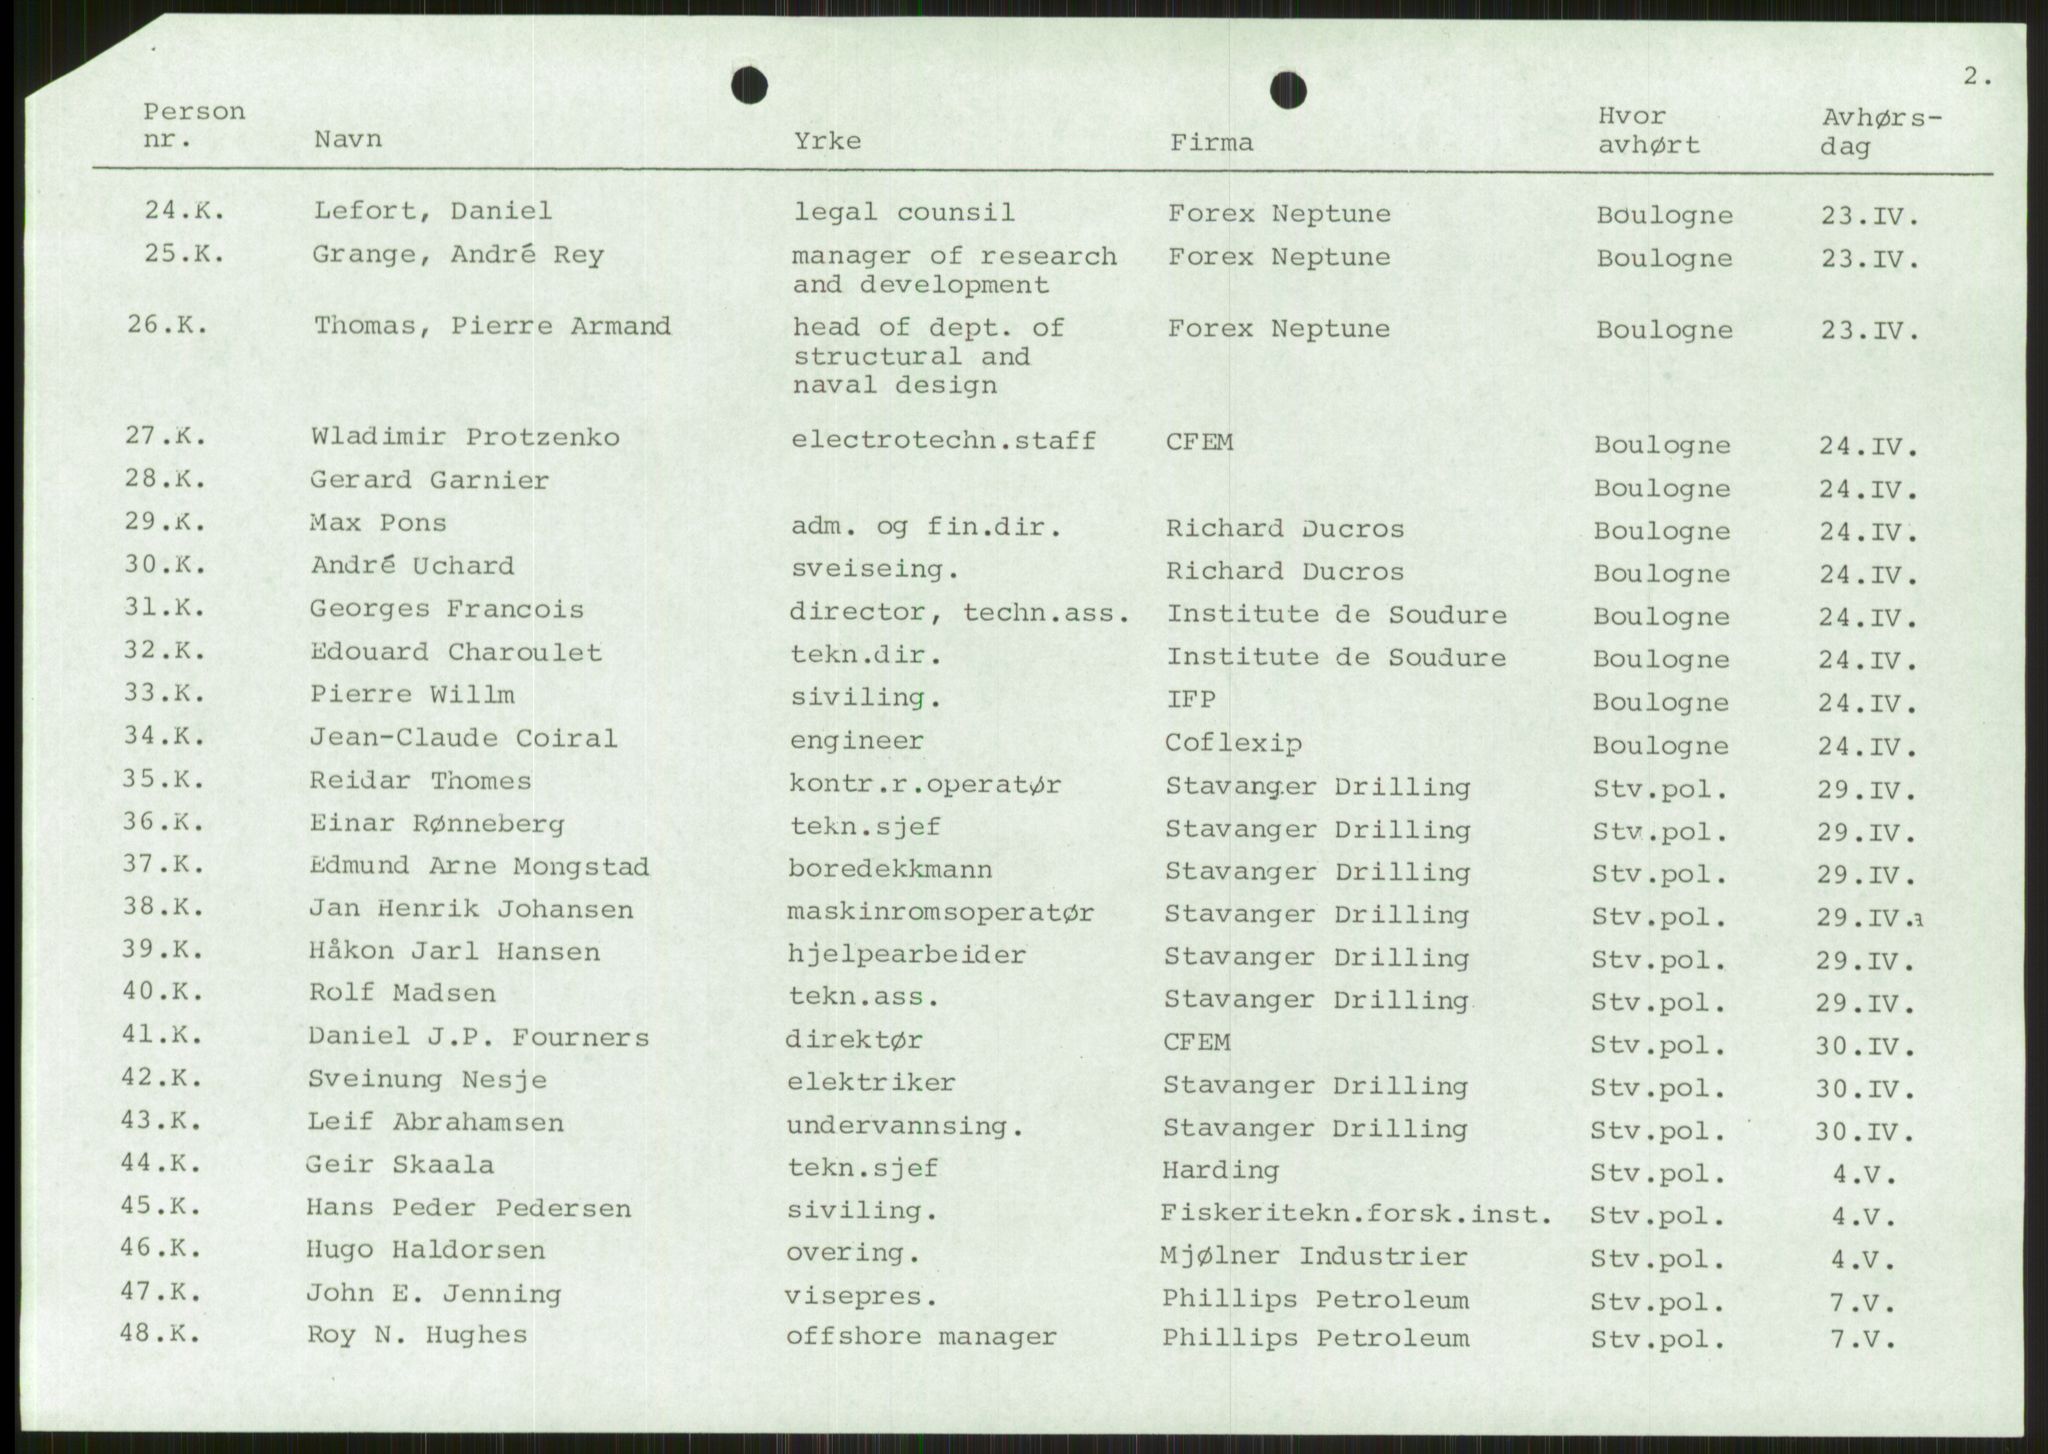 2.
Person nr. Navn Yrke Firma Hvor avhørt Avhørs-dag
24.K. Lefort, Daniel legal counsil Forex Neptune Boulogne 23.IV.
25.K. Grange, André Rey manager of research Forex Neptune Boulogne 23.IV.
and development
26.K. Thomas, Pierre Armand head of dept. of Forex Neptune Boulogne 23.IV.
structural and
naval design
27.K. Wladimir Protzenko electrotechn.staff CFEM Boulogne 24.IV.
28.K. Gerard Garnier Boulogne 24.IV.
29.K. Max Pons adm. og fin.dir. Richard Ducros Boulogne 24.IV.
30.K. André Uchard sveiseing. Richard Ducros Boulogne 24.IV.
31.K. Georges Francois director, techn.ass. Institute de Soudure Boulogne 24.IV.
32.K. Edouard Charoulet tekn.dir. Institute de Soudure Boulogne 24.IV.
33.K. Pierre Willm siviling. IFP Boulogne 24.IV.
34.K. Jean-Claude Coiral engineer Coflexip Boulogne 24.IV.
35.K. Reidar Thomes kontr.r.operatør Stavanger Drilling Stv.pol. 29.IV.
36.K. Einar Rønneberg tekn.sjef Stavanger Drilling Stv.pol. 29.IV.
37.K. Edmund Arne Mongstad boredekkmann Stavanger Drilling Stv.pol. 29.IV.
38.K. Jan Henrik Johansen maskinromsoperatør Stavanger Drilling Stv.pol. 29.IV.
39.K. Håkon Jarl Hansen hjelpearbeider Stavanger Drilling Stv.pol. 29.IV.
40.K. Rolf Madsen tekn.ass. Stavanger Drilling Stv.pol. 29.IV.
41.K. Daniel J.P. Fourners direktør CFEM Stv.pol. 30.IV.
42.K. Sveinung Nesje elektriker Stavanger Drilling Stv.pol. 30.IV.
43.K. Leif Abrahamsen undervannsing. Stavanger Drilling Stv.pol. 30.IV.
44.K. Geir Skaala tekn.sjef Harding Stv.pol. 4.V.
45.K. Hans Peder Pedersen siviling. Fiskeritekn.forsk.inst. Stv.pol. 4.V.
46.K. Hugo Haldorsen overing. Mjølner Industrier Stv.pol. 4.V.
47.K. John E. Jenning visepres. Phillips Petroleum Stv.pol. 7.V.
48.K. Roy N. Hughes offshore manager Phillips Petroleum Stv.pol. 7.V.